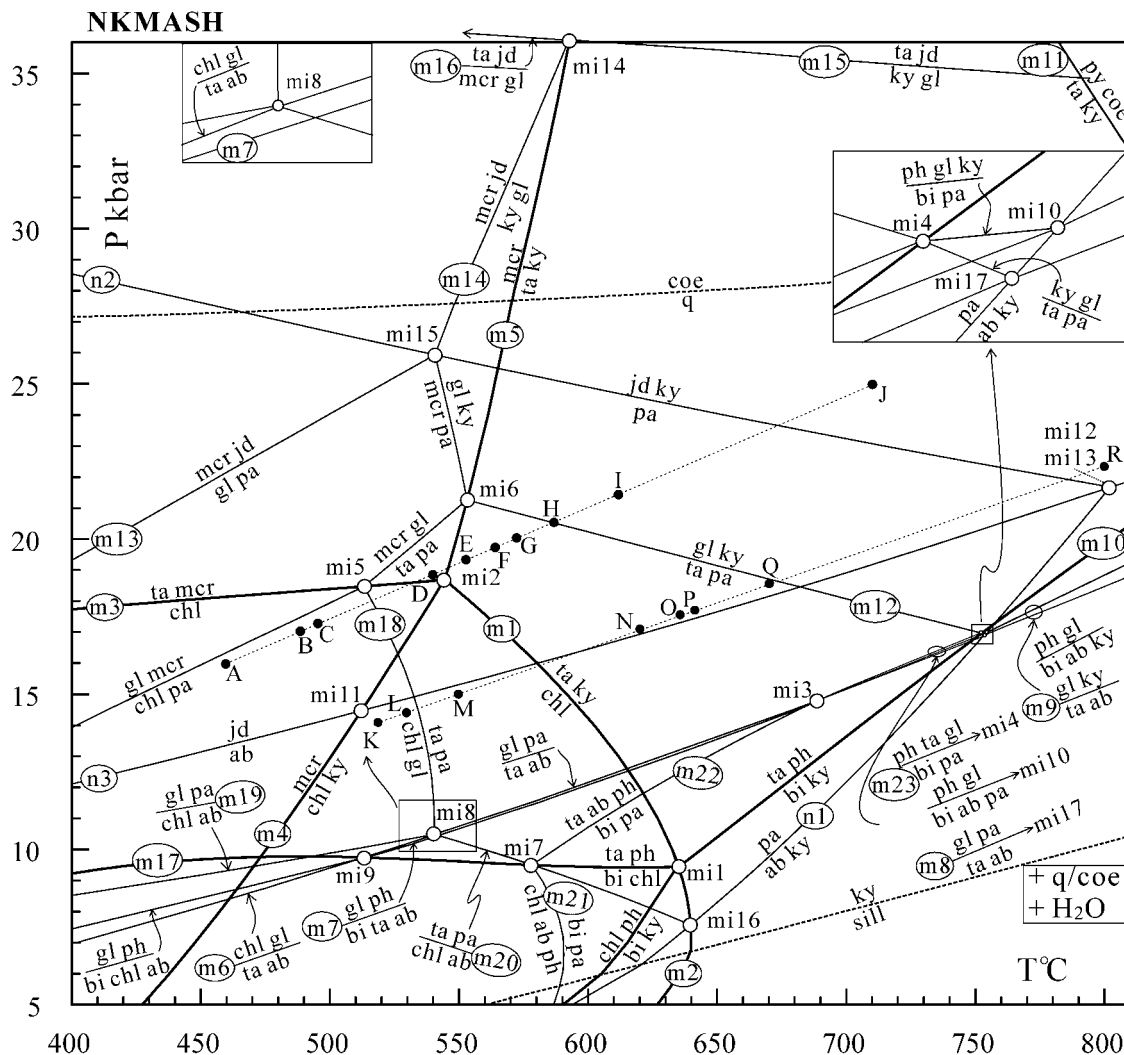 NKMASH
P kbar
35
30
25
20
15
10
5
400
450
500
550
600
650
700
750
800
T°C
chl gl
ta ab
mi8
m7
m16
ta jd
mcr gl
mi14
m15
ta jd
ky gl
m11
py coe
ta ky
mcr jd
ky gl
mcr
ta ky
n2
m14
coe
q
m5
mi15
gl ky
mcr pa
jd ky
pa
ph gl ky
bi pa
mi4
mi10
mi17
pa
ab ky
ky gl
ta pa
mi12
mi13
R
J
I
H
G
F
E
D
C
B
A
mcr jd
gl pa
m13
mi6
mcr gl
ta pa
mi5
mi2
ta mcr
chl
m3
m18
m1
gl ky
ta pa
m12
m10
Q
P
O
N
M
L
K
gl mcr
chl pa
mi11
ta ky
chl
jd
ab
n3
ta pa
chl gl
mi3
ph gl
bi ab ky
m9
gl ky
ta ab
ph ta gl
bi pa
mi4
m23
ph gl
bi ab pa
mi10
m8
gl pa
ta ab
mi17
mcr
chl ky
gl pa
ta ab
m22
ta ph
bi ky
gl pa
chl ab
m19
mi8
ta ab ph
bi pa
n1
pa
ab ky
m4
m17
mi9
mi7
ta ph
bi chl
mi1
m21
chl ab ph
bi pa
mi16
chl ph
bi ky
m2
ky
sill
gl ph
bi chl ab
m6
chl gl
ta ab
m7
gl ph
bi ta ab
ta pa
chl ab
m20
+ q/coe
+ H₂O